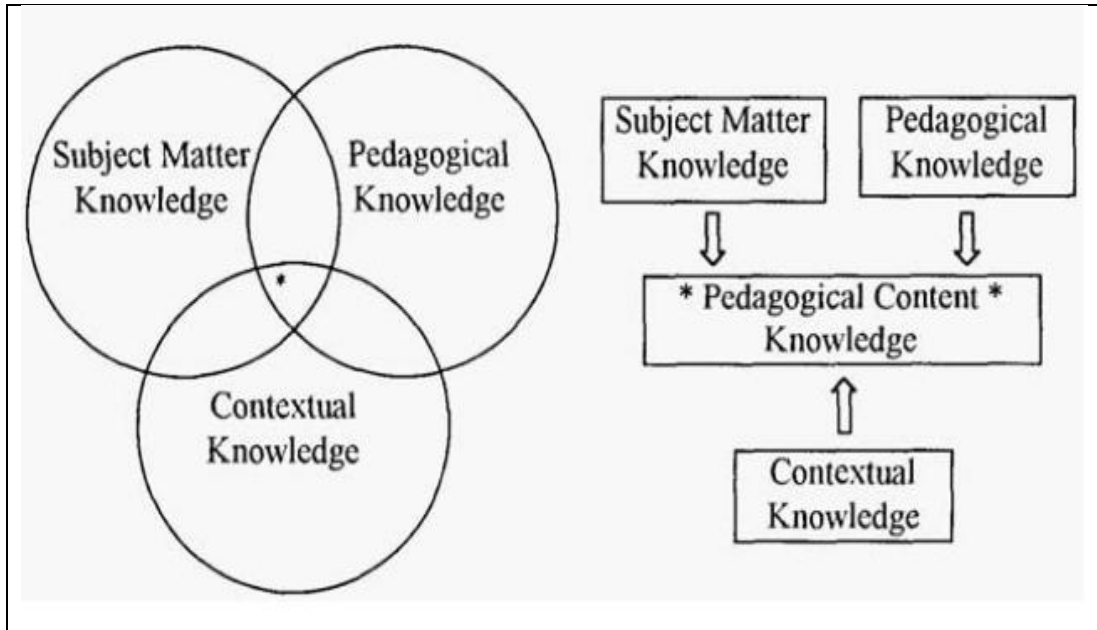 Subject Matter
Knowledge
Pedagogical
Knowledge
*
Contextual
Knowledge
Subject Matter
Knowledge
Pedagogical
Knowledge
* Pedagogical Content *
Knowledge
Contextual
Knowledge